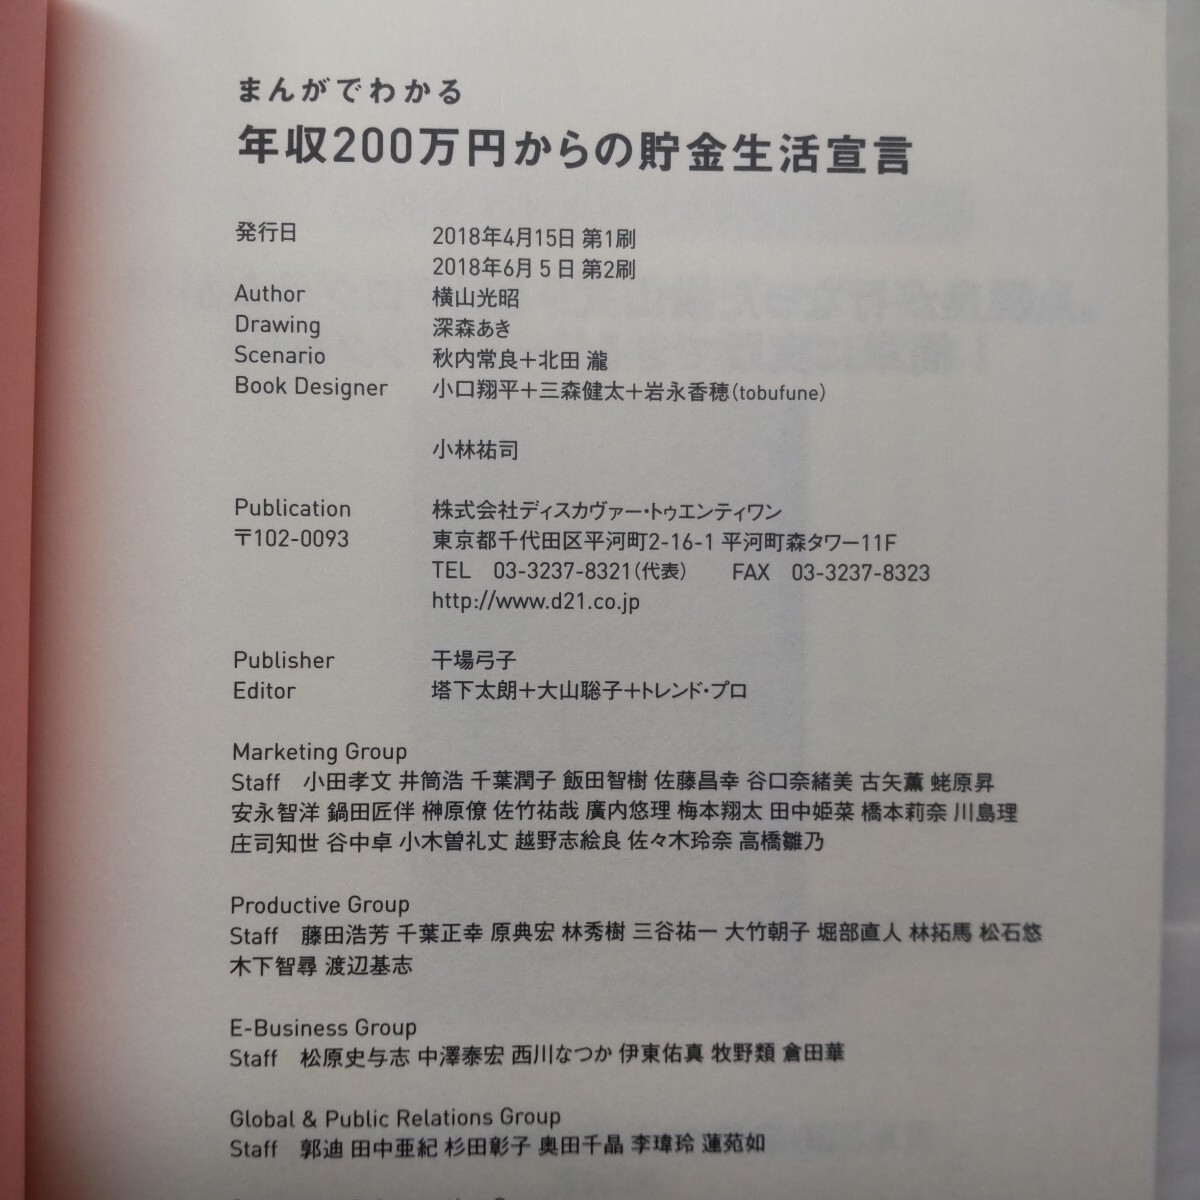 まんがでわかる
年収200万円からの貯金生活宣言
発行日 2018年4月15日 第1刷
2018年6月5日 第2刷
Author 横山光昭
Drawing 深森あき
Scenario 秋内常良＋北田 瀧
Book Designer 小口翔平＋三森健太＋岩永香穂(tobufune)
小林祐司
Publication 株式会社ディスカヴァー・トゥエンティワン
〒102-0093 東京都千代田区平河町2-16-1 平河町森タワー11F
TEL 03-3237-8321(代表) FAX 03-3237-8323
http://www.d21.co.jp
Publisher 干場弓子
Editor 塔下太朗＋大山聡子＋トレンド・プロ
Marketing Group
Staff 小田孝文 井筒浩 千葉潤子 飯田智樹 佐藤昌幸 谷口奈緒美 古矢薫 蛯原昇
安永智洋 鍋田匠伴 榊原僚 佐竹祐哉 廣内悠理 梅本翔太 田中姫菜 橋本莉奈 川島理
庄司知世 谷中卓 小木曽礼丈 越野志絵良 佐々木玲奈 高橋雛乃
Productive Group
Staff 藤田浩芳 千葉正幸 原典宏 林秀樹 三谷祐一 大竹朝子 堀部直人 林拓馬 松石悠
木下智尋 渡辺基志
E-Business Group
Staff 松原史与志 中澤泰宏 西川なつか 伊東佑真 牧野類 倉田華
Global & Public Relations Group
Staff 郭迪 田中亜紀 杉田彰子 奥田千晶 李瑋玲 蓮苑如